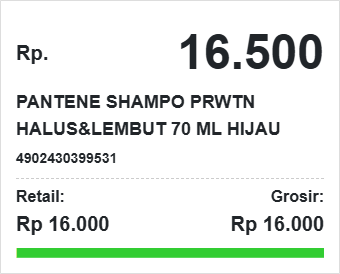 Rp. 16.500
PANTENE SHAMPO PRWTN
HALUS&LEMBUT 70 ML HIJAU
4902430399531
Retail: Grosir:
Rp 16.000 Rp 16.000